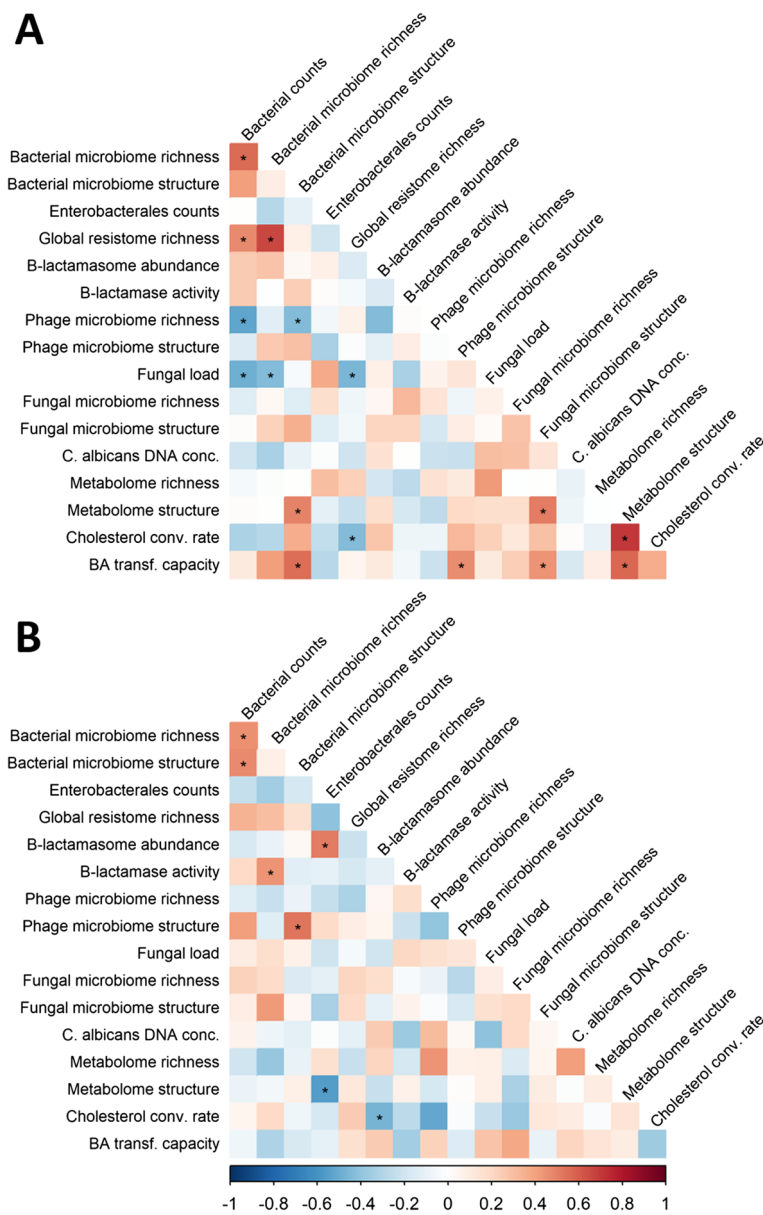 A
Bacterial counts
Bacterial microbiome richness
Bacterial microbiome structure
Enterobacterales counts
Global resistome richness
B-lactamasome abundance
B-lactamase activity
Phage microbiome richness
Phage microbiome structure
Fungal load
Fungal microbiome richness
Fungal microbiome structure
C. albicans DNA conc.
Metabolome richness
Metabolome structure
Cholesterol conv. rate
Bacterial microbiome richness *
Bacterial microbiome structure
Enterobacterales counts
Global resistome richness * *
B-lactamasome abundance
B-lactamase activity
Phage microbiome richness * *
Phage microbiome structure
Fungal load * * *
Fungal microbiome richness
Fungal microbiome structure
C. albicans DNA conc.
Metabolome richness
Metabolome structure * *
Cholesterol conv. rate * *
BA transf. capacity * * * *
B
Bacterial counts
Bacterial microbiome richness
Bacterial microbiome structure
Enterobacterales counts
Global resistome richness
B-lactamasome abundance
B-lactamase activity
Phage microbiome richness
Phage microbiome structure
Fungal load
Fungal microbiome richness
Fungal microbiome structure
C. albicans DNA conc.
Metabolome richness
Metabolome structure
Cholesterol conv. rate
Bacterial microbiome richness *
Bacterial microbiome structure *
Enterobacterales counts
Global resistome richness
B-lactamasome abundance *
B-lactamase activity *
Phage microbiome richness
Phage microbiome structure *
Fungal load
Fungal microbiome richness
Fungal microbiome structure
C. albicans DNA conc.
Metabolome richness
Metabolome structure *
Cholesterol conv. rate *
BA transf. capacity
-1 -0.8 -0.6 -0.4 -0.2 0 0.2 0.4 0.6 0.8 1